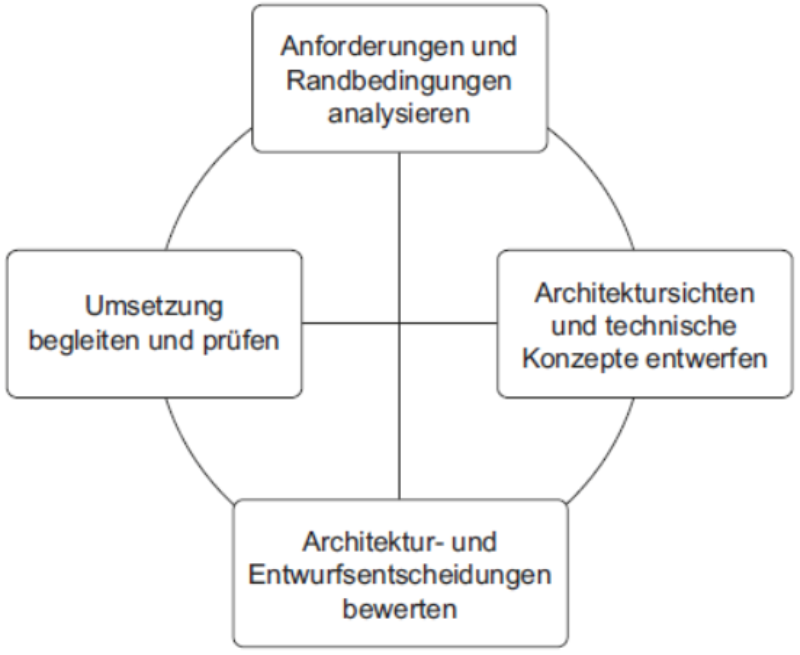 Anforderungen und
Randbedingungen
analysieren
Umsetzung
begleiten und prüfen
Architektursichten
und technische
Konzepte entwerfen
Architektur- und
Entwurfsentscheidungen
bewerten